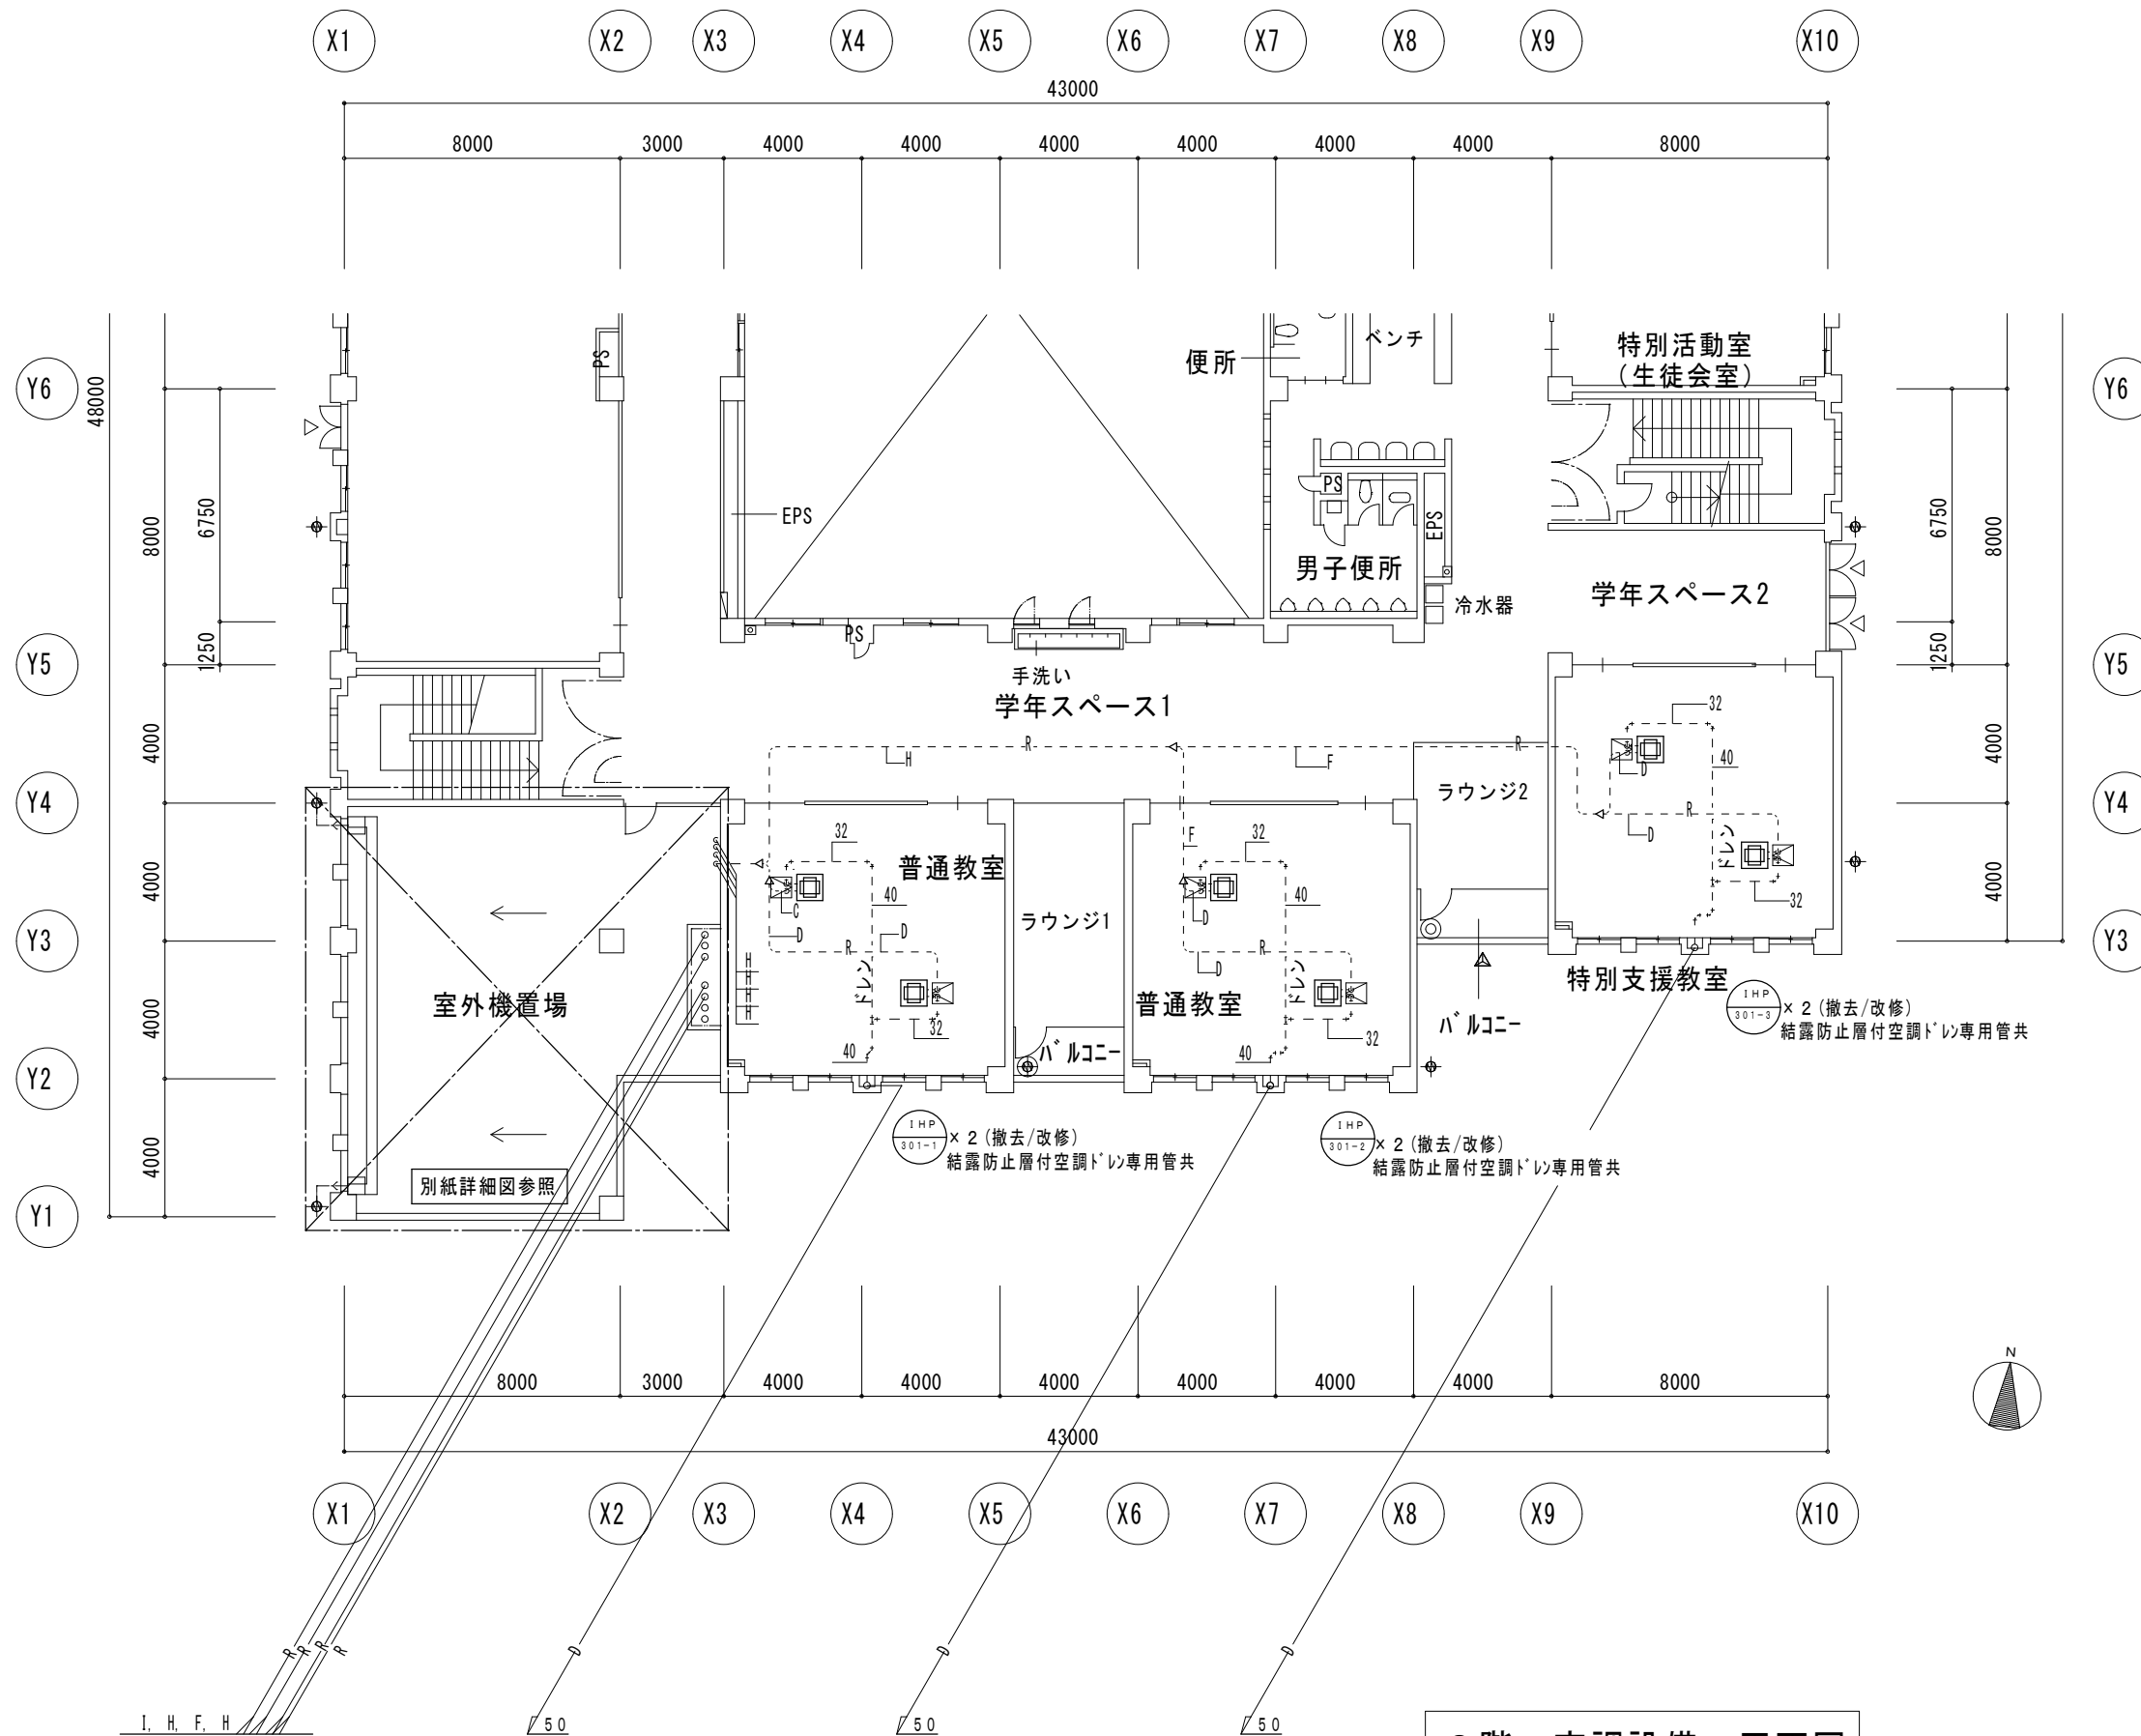 X1 X2 X3 X4 X5 X6 X7 X8 X9 X10
43000
8000 3000 4000 4000 4000 4000 4000 4000 8000
ベンチ
特別活動室
(生徒会室)
便所
PS
Y6 Y6
48000
6750
8000
EPS
PS
EPS
6750
8000
男子便所
学年スペース2
冷水器
1250
PS
1250
Y5 Y5
手洗い
学年スペース1
32
R R
H F
40
D
4000 4000
ラウンジ2
Y4 Y4
R
D
32 32
F
ドレン
普通教室
40 40
32
4000 4000
C
D
D
ラウンジ1
D
R D
R
D
Y3 Y3
H
H
H
H
ドレン
ドレン
特別支援教室
室外機置場
普通教室
IHP
301-3
× 2 (撤去/改修)
結露防止層付空調ドレン専用管共
バルコニー
4000
32 32
40 40
バルコニー
Y2
IHP
301-1
× 2 (撤去/改修)
結露防止層付空調ドレン専用管共
IHP
301-2
× 2 (撤去/改修)
結露防止層付空調ドレン専用管共
4000
別紙詳細図参照
Y1
N
8000 3000 4000 4000 4000 4000 4000 4000 8000
43000
X1 X2 X3 X4 X5 X6 X7 X8 X9 X10
R R R R
D D D
I, H, F, H
50 50 50